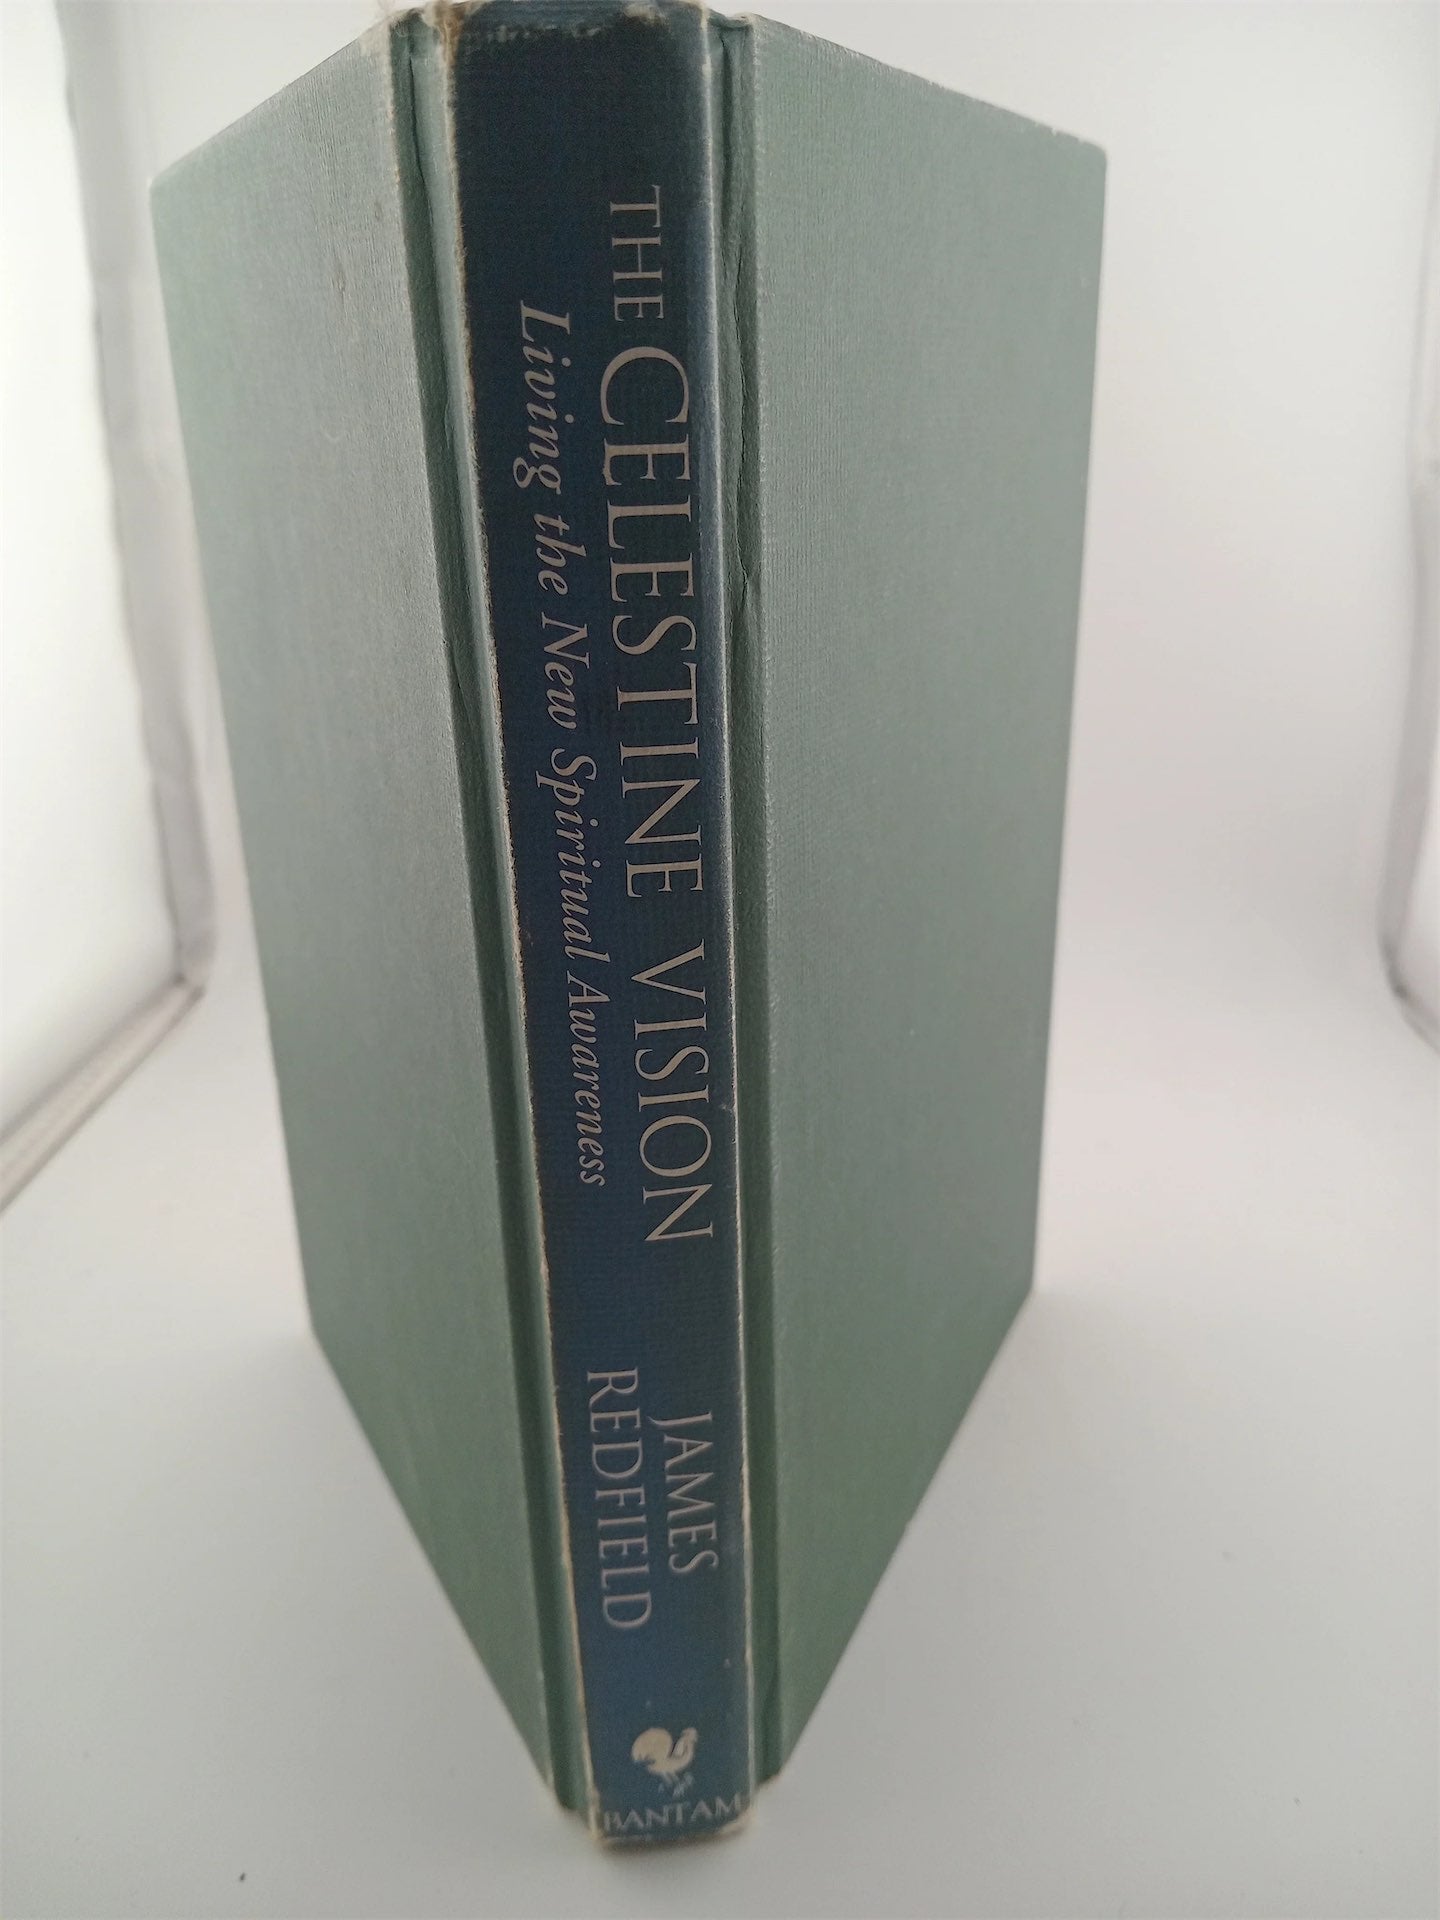 THE CELESTINE VISION
Living the New Spiritual Awareness
JAMES
REDFIELD
BANTAM